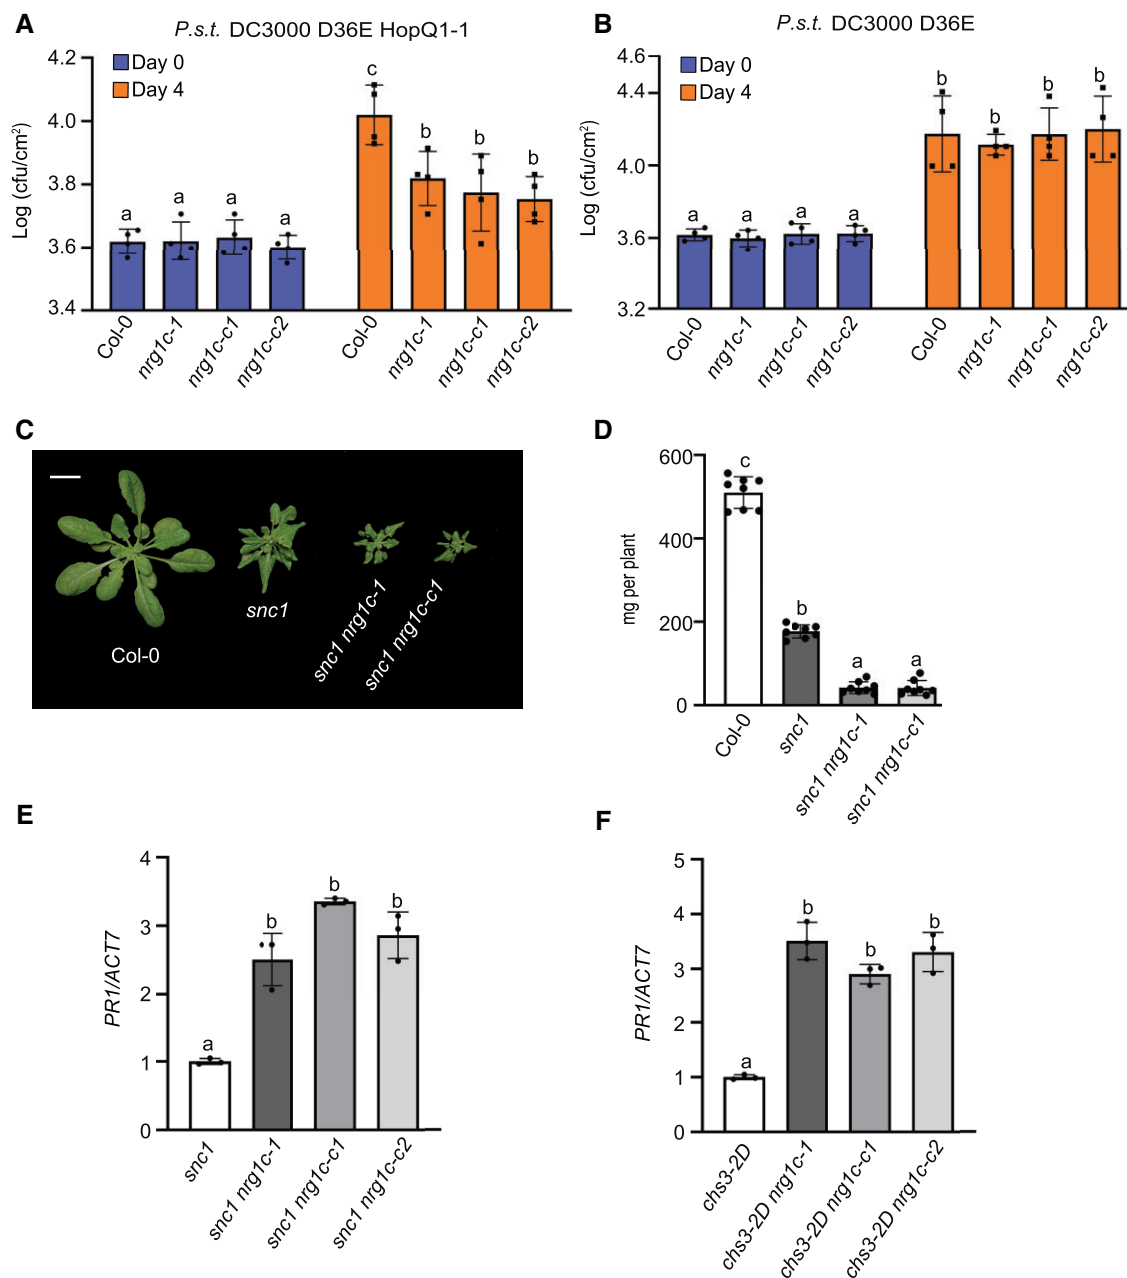 A
P.s.t. DC3000 D36E HopQ1-1
Day 0
Day 4
Log (cfu/cm²)
4.2
4.0
3.8
3.6
3.4
a
a
a
a
c
b
b
b
Col-0
nrg1c-1
nrg1c-c1
nrg1c-c2
Col-0
nrg1c-1
nrg1c-c1
nrg1c-c2
B
P.s.t. DC3000 D36E
Day 0
Day 4
Log (cfu/cm²)
4.6
4.4
4.0
3.6
3.2
a
a
a
a
b
b
b
b
Col-0
nrg1c-1
nrg1c-c1
nrg1c-c2
Col-0
nrg1c-1
nrg1c-c1
nrg1c-c2
C
Col-0
snc1
snc1 nrg1c-1
snc1 nrg1c-c1
D
mg per plant
600
400
200
0
c
b
a
a
Col-0
snc1
snc1 nrg1c-1
snc1 nrg1c-c1
E
PR1/ACT7
4
3
2
1
0
a
b
b
b
snc1
snc1 nrg1c-1
snc1 nrg1c-c1
snc1 nrg1c-c2
F
PR1/ACT7
5
4
3
2
1
0
a
b
b
b
chs3-2D
chs3-2D nrg1c-1
chs3-2D nrg1c-c1
chs3-2D nrg1c-c2